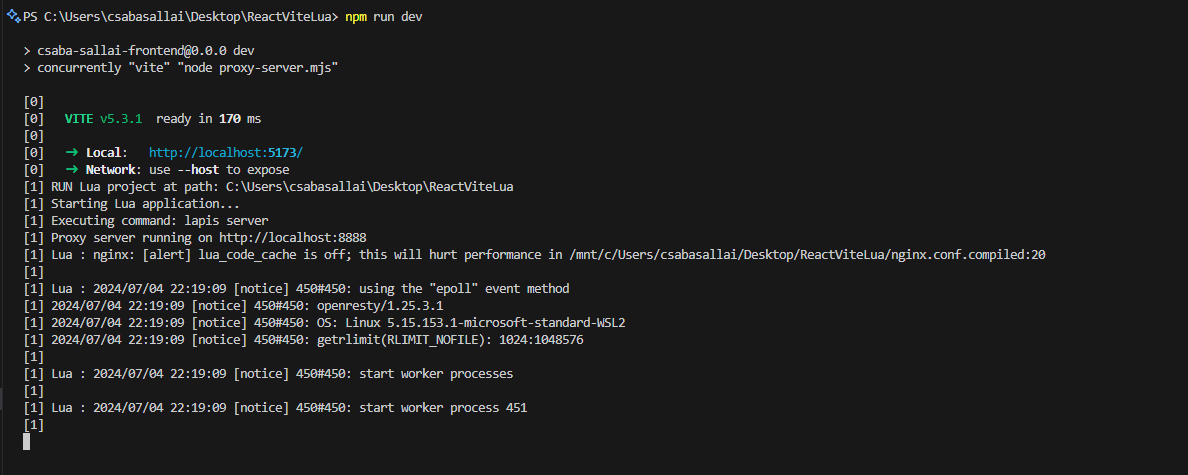 PS C:\Users\csabasallai\Desktop\ReactViteLua> npm run dev
> csaba-sallai-frontend@0.0.0 dev
> concurrently "vite" "node proxy-server.mjs"
[0]
[0]   VITE v5.3.1  ready in 170 ms
[0]
[0]   ➜ Local:   http://localhost:5173/
[0]   ➜ Network: use --host to expose
[1] RUN Lua project at path: C:\Users\csabasallai\Desktop\ReactViteLua
[1] Starting Lua application...
[1] Executing command: lapis server
[1] Proxy server running on http://localhost:8888
[1] Lua : nginx: [alert] lua_code_cache is off; this will hurt performance in /mnt/c/Users/csabasallai/Desktop/ReactViteLua/nginx.conf.compiled:20
[1]
[1] Lua : 2024/07/04 22:19:09 [notice] 450#450: using the "epoll" event method
[1] 2024/07/04 22:19:09 [notice] 450#450: openresty/1.25.3.1
[1] 2024/07/04 22:19:09 [notice] 450#450: OS: Linux 5.15.153.1-microsoft-standard-WSL2
[1] 2024/07/04 22:19:09 [notice] 450#450: getrlimit(RLIMIT_NOFILE): 1024:1048576
[1]
[1] Lua : 2024/07/04 22:19:09 [notice] 450#450: start worker processes
[1]
[1] Lua : 2024/07/04 22:19:09 [notice] 450#450: start worker process 451
[1]